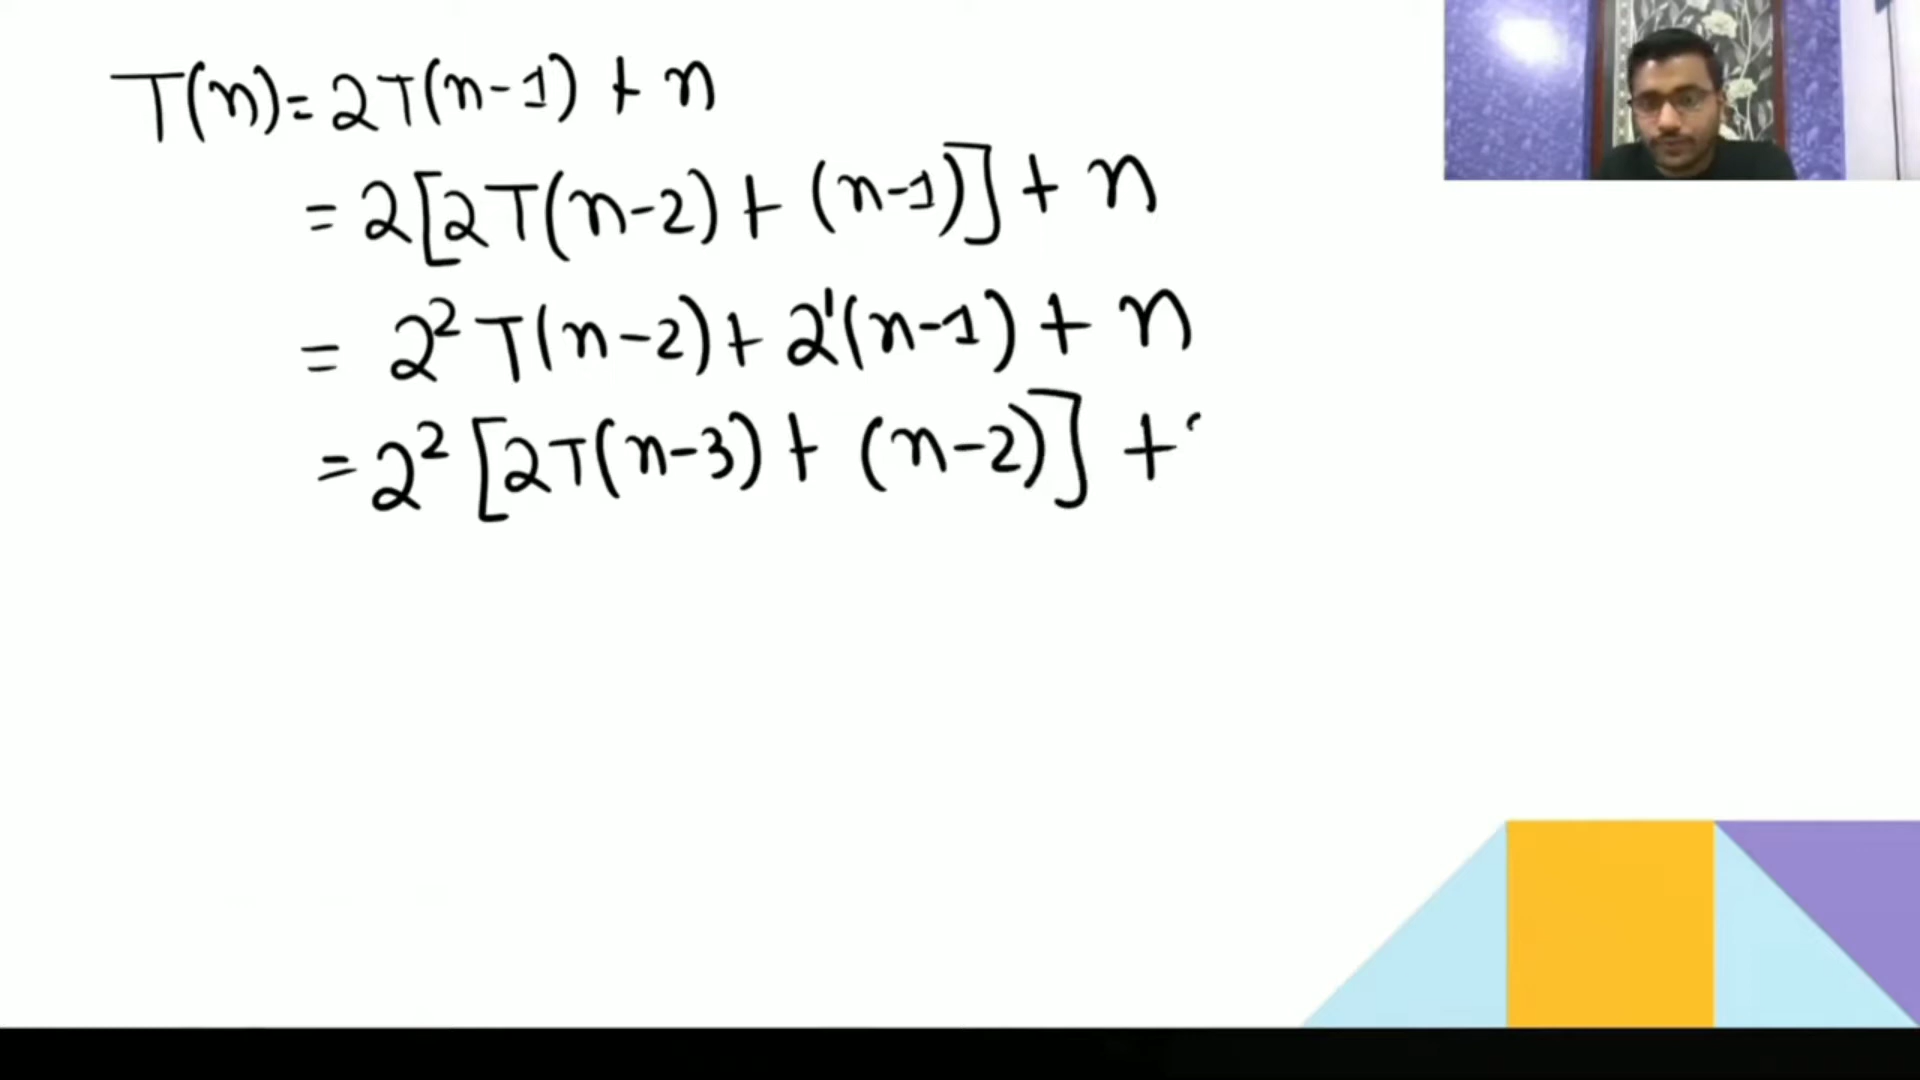 T(n)= 2T(n-1) + n
= 2[2T(n-2) + (n-1)] + n
= 2² T(n-2) + 2¹(n-1) + n
= 2² [2T(n-3) + (n-2)] +